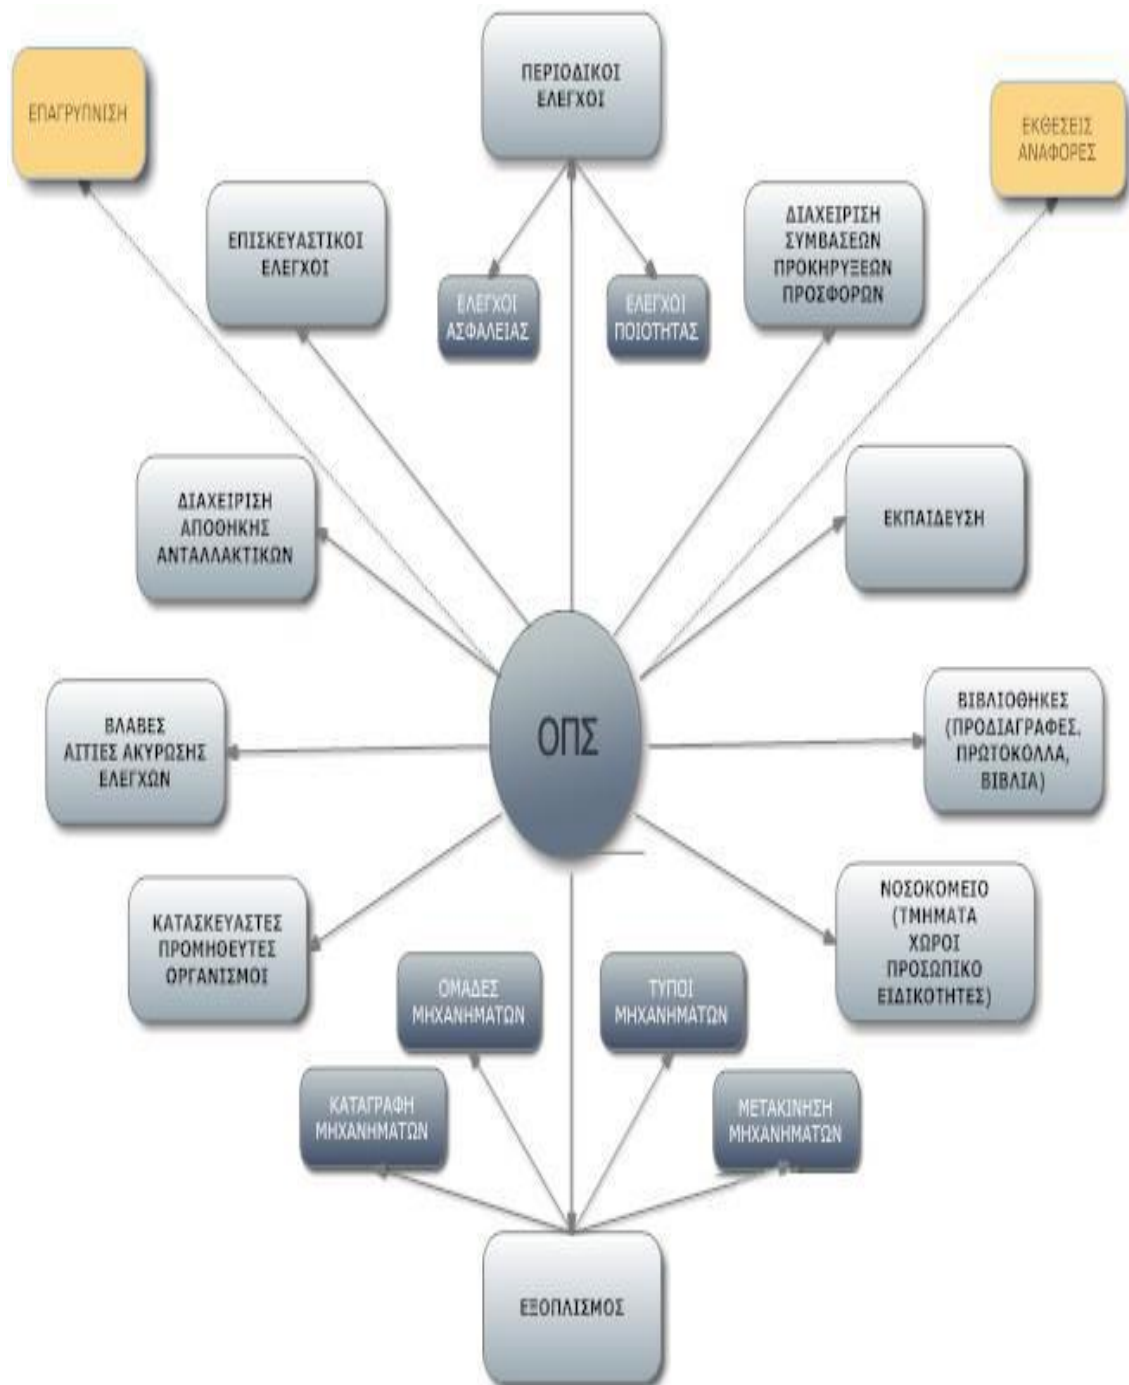 ΠΕΡΙΟΔΙΚΟΙ
ΕΛΕΓΧΟΙ
ΕΠΑΓΡΥΠΝΙΣΗ
ΕΚΘΕΣΕΙΣ
ΑΝΑΦΟΡΕΣ
ΕΠΙΣΚΕΥΑΣΤΙΚΟΙ
ΕΛΕΓΧΟΙ
ΔΙΑΧΕΙΡΙΣΗ
ΣΥΜΒΑΣΕΩΝ
ΠΡΟΚΗΡΥΞΕΩΝ
ΠΡΟΣΦΟΡΩΝ
ΕΛΕΓΧΟΙ
ΑΣΦΑΛΕΙΑΣ
ΕΛΕΓΧΟΙ
ΠΟΙΟΤΗΤΑΣ
ΔΙΑΧΕΙΡΙΣΗ
ΑΠΟΘΗΚΗΣ
ΑΝΤΑΛΛΑΚΤΙΚΩΝ
ΕΚΠΑΙΔΕΥΣΗ
ΟΠΣ
ΒΛΑΒΕΣ
ΑΙΤΙΕΣ ΑΚΥΡΩΣΗΣ
ΕΛΕΓΧΩΝ
ΒΙΒΛΙΟΘΗΚΕΣ
(ΠΡΟΔΙΑΓΡΑΦΕΣ,
ΠΡΩΤΟΚΟΛΛΑ,
ΒΙΒΛΙΑ)
ΚΑΤΑΣΚΕΥΑΣΤΕΣ
ΠΡΟΜΗΘΕΥΤΕΣ
ΟΡΓΑΝΙΣΜΟΙ
ΝΟΣΟΚΟΜΕΙΟ
(ΤΜΗΜΑΤΑ
ΧΩΡΟΙ
ΠΡΟΣΩΠΙΚΟ
ΕΙΔΙΚΟΤΗΤΕΣ)
ΟΜΑΔΕΣ
ΜΗΧΑΝΗΜΑΤΩΝ
ΤΥΠΟΙ
ΜΗΧΑΝΗΜΑΤΩΝ
ΚΑΤΑΓΡΑΦΗ
ΜΗΧΑΝΗΜΑΤΩΝ
ΜΕΤΑΚΙΝΗΣΗ
ΜΗΧΑΝΗΜΑΤΩΝ
ΕΞΟΠΛΙΣΜΟΣ